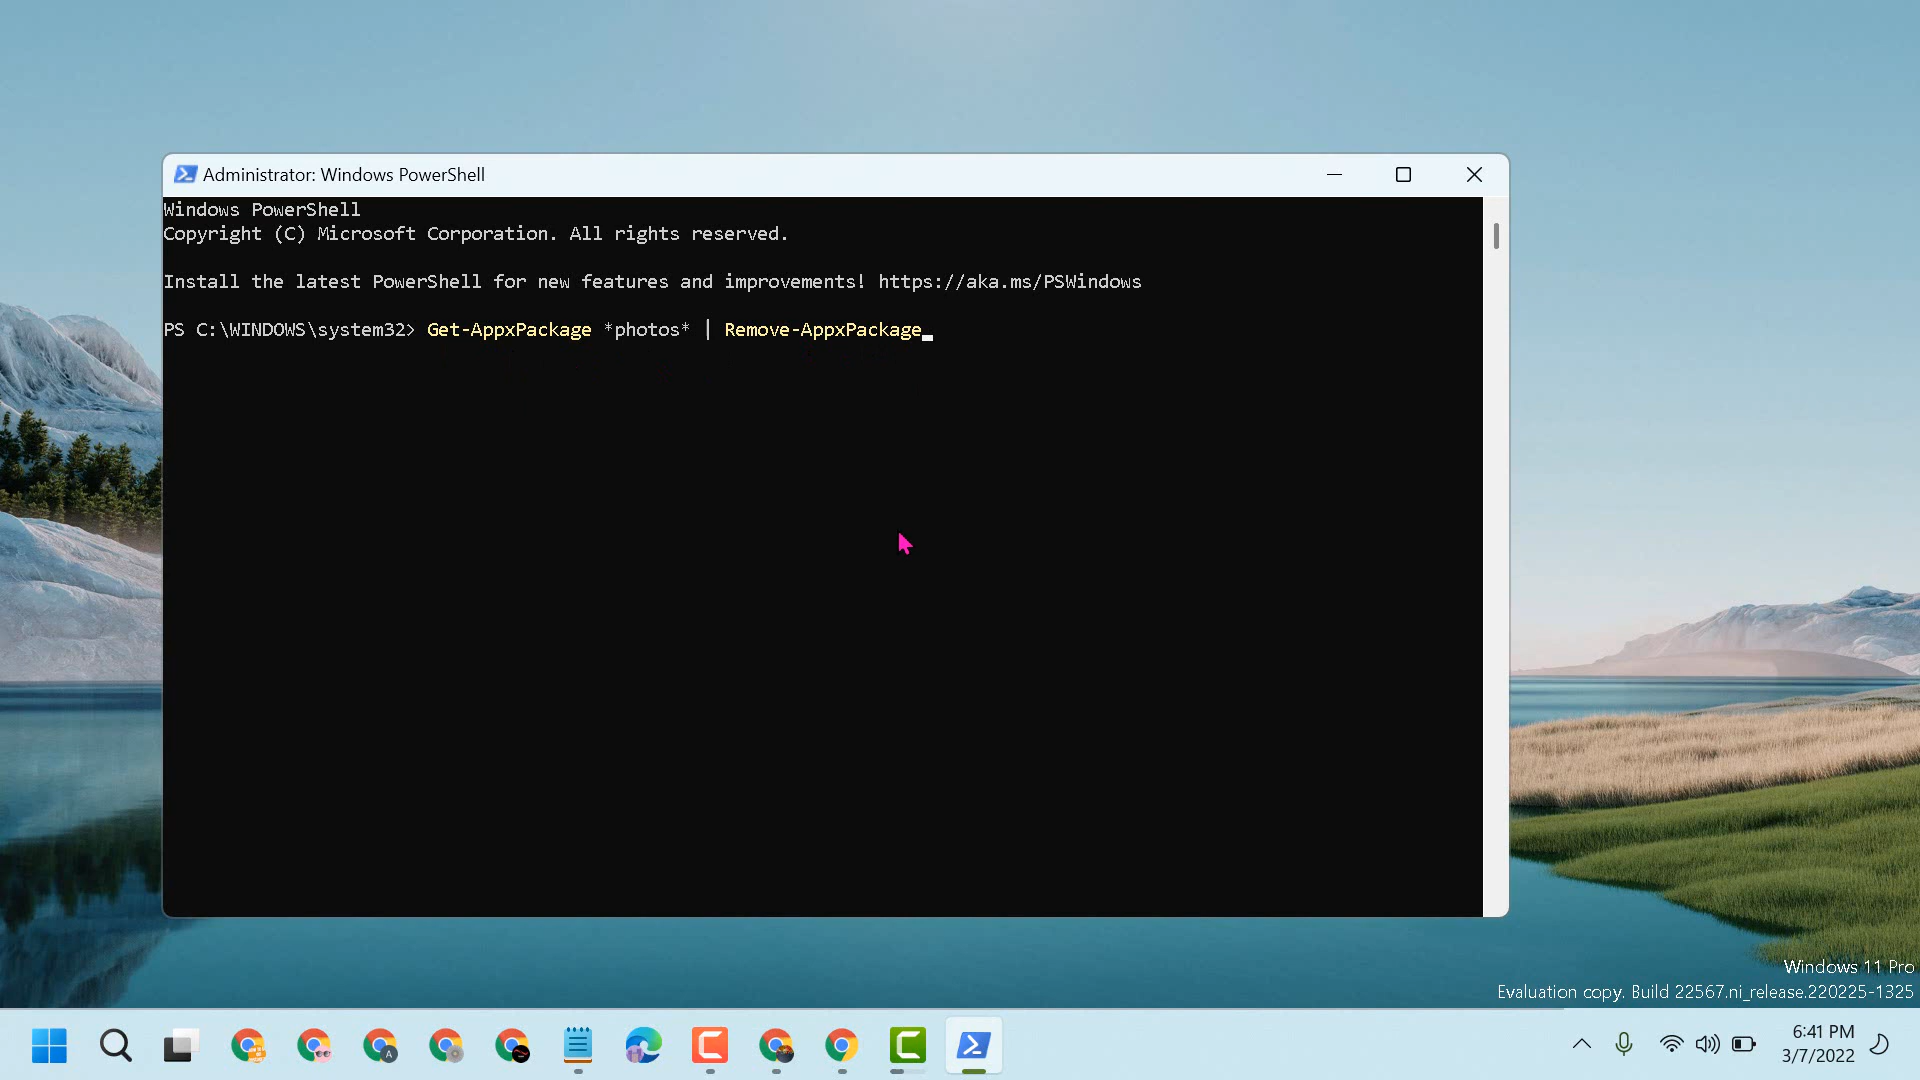 Administrator: Windows PowerShell
Windows PowerShell
Copyright (C) Microsoft Corporation. All rights reserved.
Install the latest PowerShell for new features and improvements! https://aka.ms/PSWindows
PS C:\WINDOWS\system32> Get-AppxPackage *photos* | Remove-AppxPackage
Windows 11 Pro
Evaluation copy. Build 22567.ni_release.220225-1325
A
6:41 PM
3/7/2022